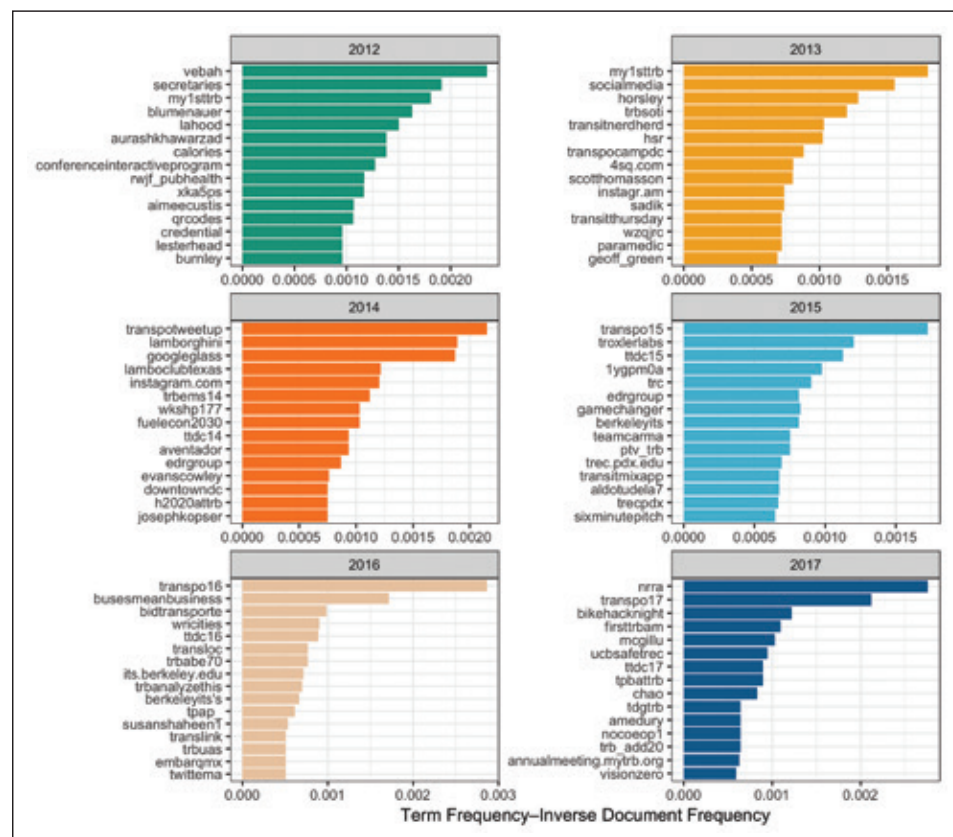 2012
vebah
secretaries
my1sttrb
blumenauer
lahood
aurashkhawarzad
calories
conferenceinteractiveprogram
rwjf_pubhealth
xka5ps
aimeecustis
qrcodes
credential
lesterhead
burnley
0.0000 0.0005 0.0010 0.0015 0.0020
2013
my1sttrb
socialmedia
horsley
trbsoti
transitnerdherd
hsr
transpocampdc
4sq.com
scotthomasson
instagr.am
sadik
transitthursday
wzqjrc
paramedic
geoff_green
0.0000 0.0005 0.0010 0.0015
2014
transpotweetup
lamborghini
googleglass
lamboclubtexas
instagram.com
trbems14
wkshp177
fuelecon2030
ttdc14
aventador
edrgroup
evanscowley
downtowndc
h2020attrb
josephkopser
0.0000 0.0005 0.0010 0.0015 0.0020
2015
transpo15
troxlerlabs
ttdc15
1ygpm0a
trc
edrgroup
gamechanger
berkeleyits
teamcarma
ptv_trb
trec.pdx.edu
transitmixapp
aldotudela7
trecpdx
sixminutepitch
0.0000 0.0005 0.0010 0.0015
2016
transpo16
busesmeanbusiness
bidtransporte
wricities
ttdc16
transloc
trbabe70
its.berkeley.edu
trbanalyzethis
berkeleyits's
tpap_
susanshaheen1
translink
trbuas
embarqmx
twittema
0.000 0.001 0.002 0.003
2017
nrra
transpo17
bikehacknight
firsttrbam
mcgillu
ucbsafetrec
ttdc17
tpbattrb
chao
tdgtrb
amedury
nocoeop1
trb_add20
annualmeeting.mytrb.org
visionzero
0.000 0.001 0.002
Term Frequency–Inverse Document Frequency